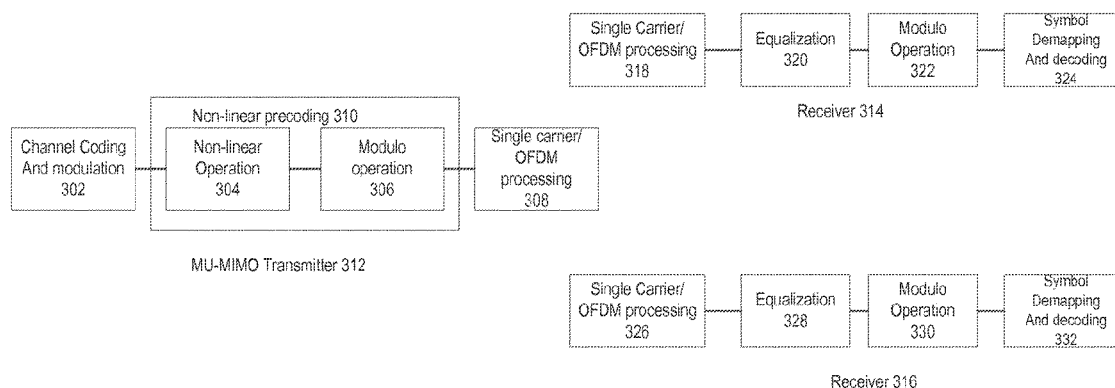 Single Carrier/
OFDM processing
318
Equalization
320
Modulo
Operation
322
Symbol
Demapping
And decoding
324
Receiver 314
Non-linear precoding 310
Channel Coding
And modulation
302
Non-linear
Operation
304
Modulo
operation
306
Single carrier/
OFDM
processing
308
MU-MIMO Transmitter 312
Single Carrier/
OFDM processing
326
Equalization
328
Modulo
Operation
330
Symbol
Demapping
And decoding
332
Receiver 316